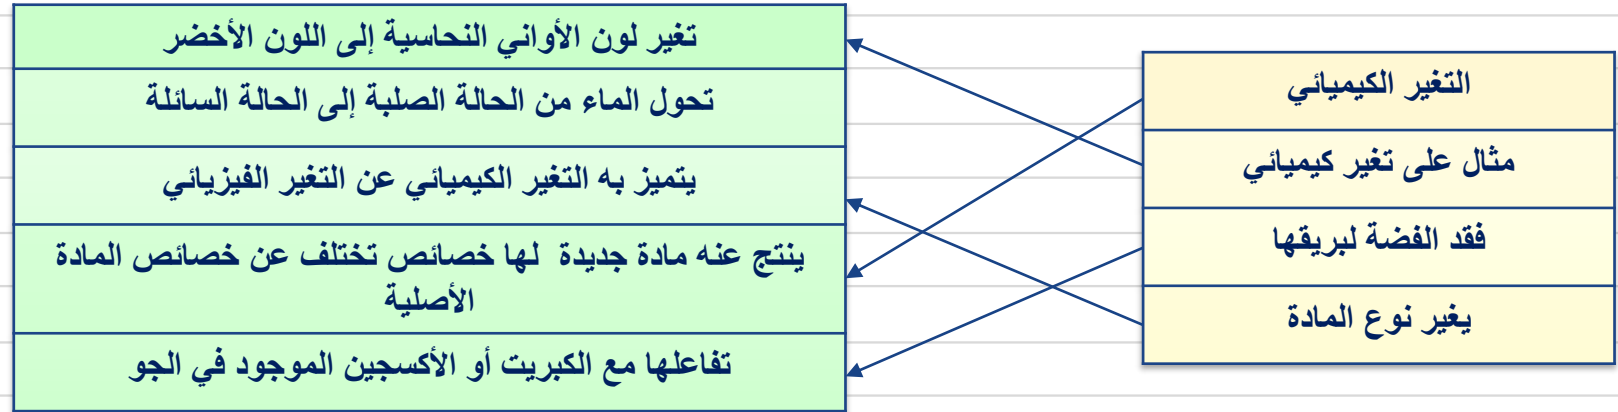 التغير الكيميائي
مثال على تغير كيميائي
فقد الفضة لبريقها
يغير نوع المادة
تغير لون الأواني النحاسية إلى اللون الأخضر
تحول الماء من الحالة الصلبة إلى الحالة السائلة
يتميز به التغير الكيميائي عن التغير الفيزيائي
ينتج عنه مادة جديدة لها خصائص تختلف عن خصائص المادة
الأصلية
تفاعلها مع الكبريت أو الأكسجين الموجود في الجو